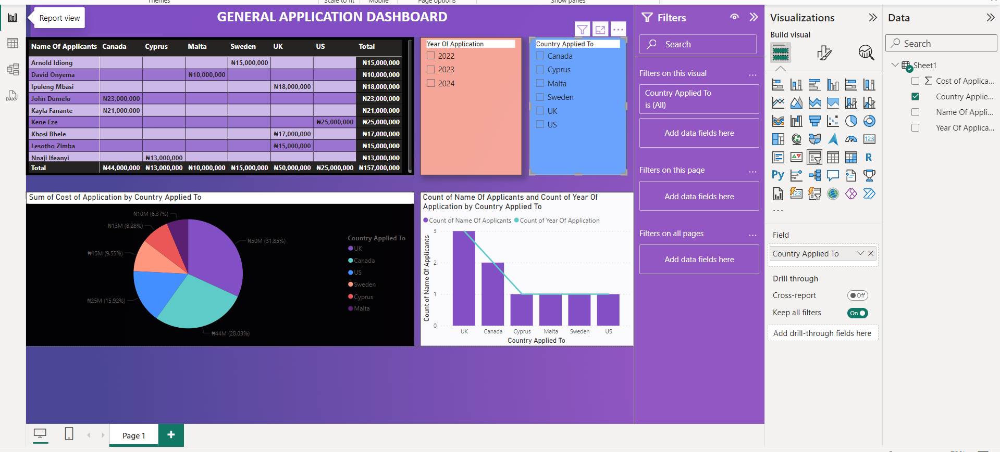 Themes
Scale to fit
Mobile
Page options
Show panes
Report view
GENERAL APPLICATION DASHBOARD
Name Of Applicants Canada Cyprus Malta Sweden UK US Total
Arnold Idiong ₦15,000,000 ₦15,000,000
David Onyema ₦10,000,000 ₦10,000,000
Ipuleng Mbasi ₦18,000,000 ₦18,000,000
John Dumelo ₦23,000,000 ₦23,000,000
Kayla Fanante ₦21,000,000 ₦21,000,000
Kene Eze ₦25,000,000 ₦25,000,000
Khosi Bhele ₦17,000,000 ₦17,000,000
Lesotho Zimba ₦15,000,000 ₦15,000,000
Nnaji Ifeanyi ₦13,000,000 ₦13,000,000
Total ₦44,000,000 ₦13,000,000 ₦10,000,000 ₦15,000,000 ₦50,000,000 ₦25,000,000 ₦157,000,000
Year Of Application
2022
2023
2024
Country Applied To
Canada
Cyprus
Malta
Sweden
UK
US
Sum of Cost of Application by Country Applied To
₦10M (6.37%)
₦13M (8.28%)
₦15M (9.55%)
₦25M (15.92%)
₦50M (31.85%)
₦44M (28.03%)
Country Applied To
UK
Canada
US
Sweden
Cyprus
Malta
Count of Name Of Applicants and Count of Year Of
Application by Country Applied To
Count of Name Of Applicants Count of Year Of Application
Count of Name Of Applicants
3
2
1
0
UK Canada Cyprus Malta Sweden US
Country Applied To
Filters
Search
Filters on this visual ...
Country Applied To
is (All)
Add data fields here
Filters on this page ...
Add data fields here
Filters on all pages ...
Add data fields here
Visualizations
Build visual
123
R
Py
123
...
Field
Country Applied To
Drill through
Cross-report Off
Keep all filters On
Add drill-through fields here
Data
Search
Sheet1
Σ Cost of Applica...
Country Applie...
Name Of Appli...
Year Of Applica...
DAX
Page 1
+